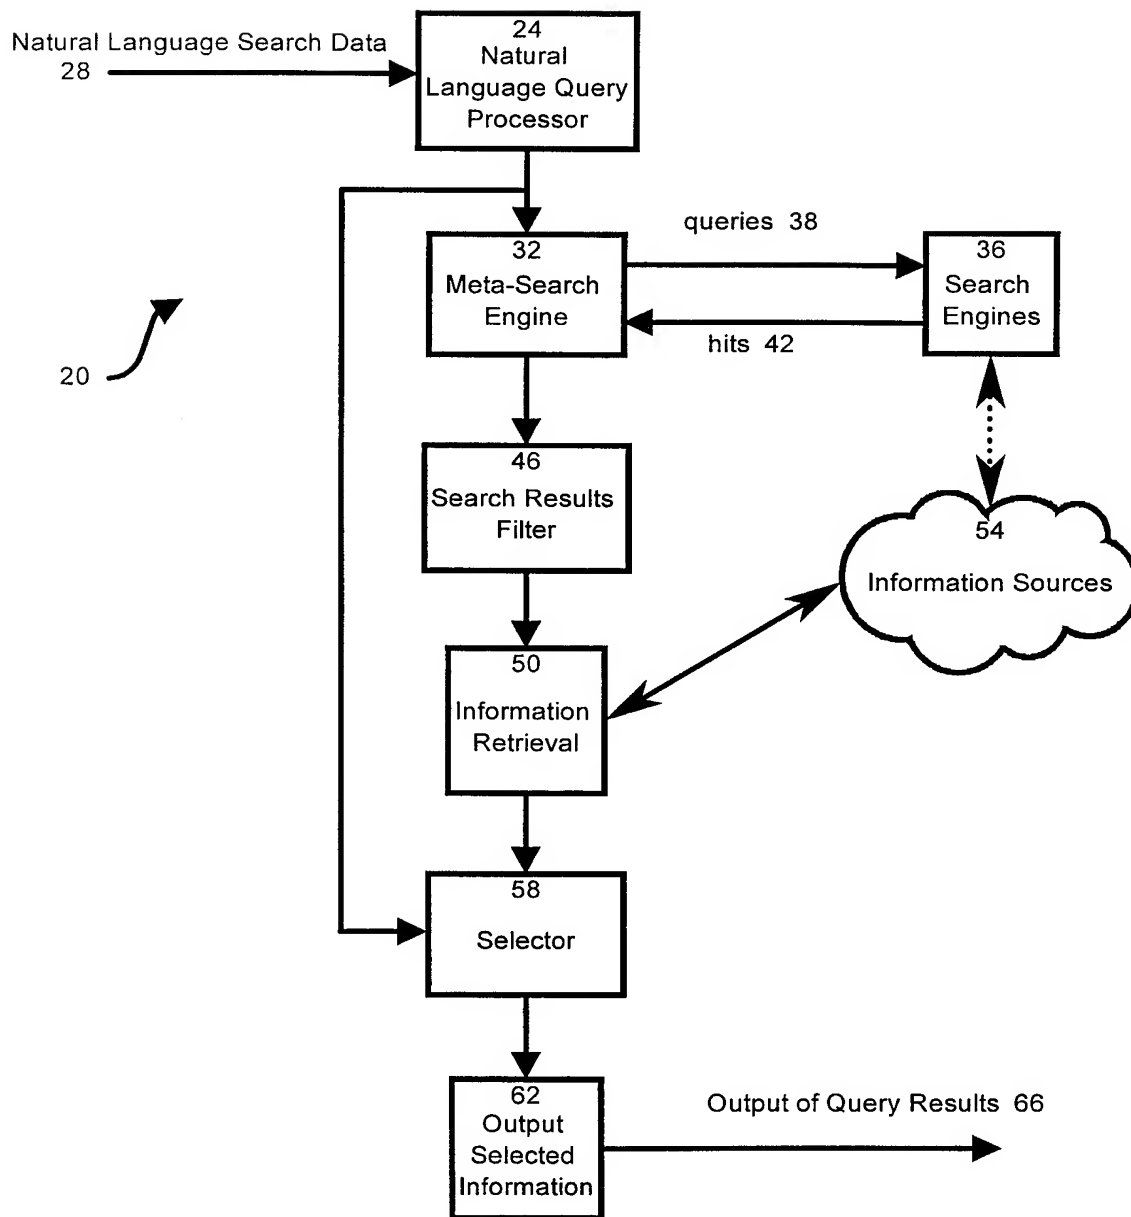 Natural Language Search Data
28
24
Natural
Language Query
Processor
queries 38
32
Meta-Search
Engine
36
Search
Engines
hits 42
20
46
Search Results
Filter
54
Information Sources
50
Information
Retrieval
58
Selector
62
Output
Selected
Information
Output of Query Results 66